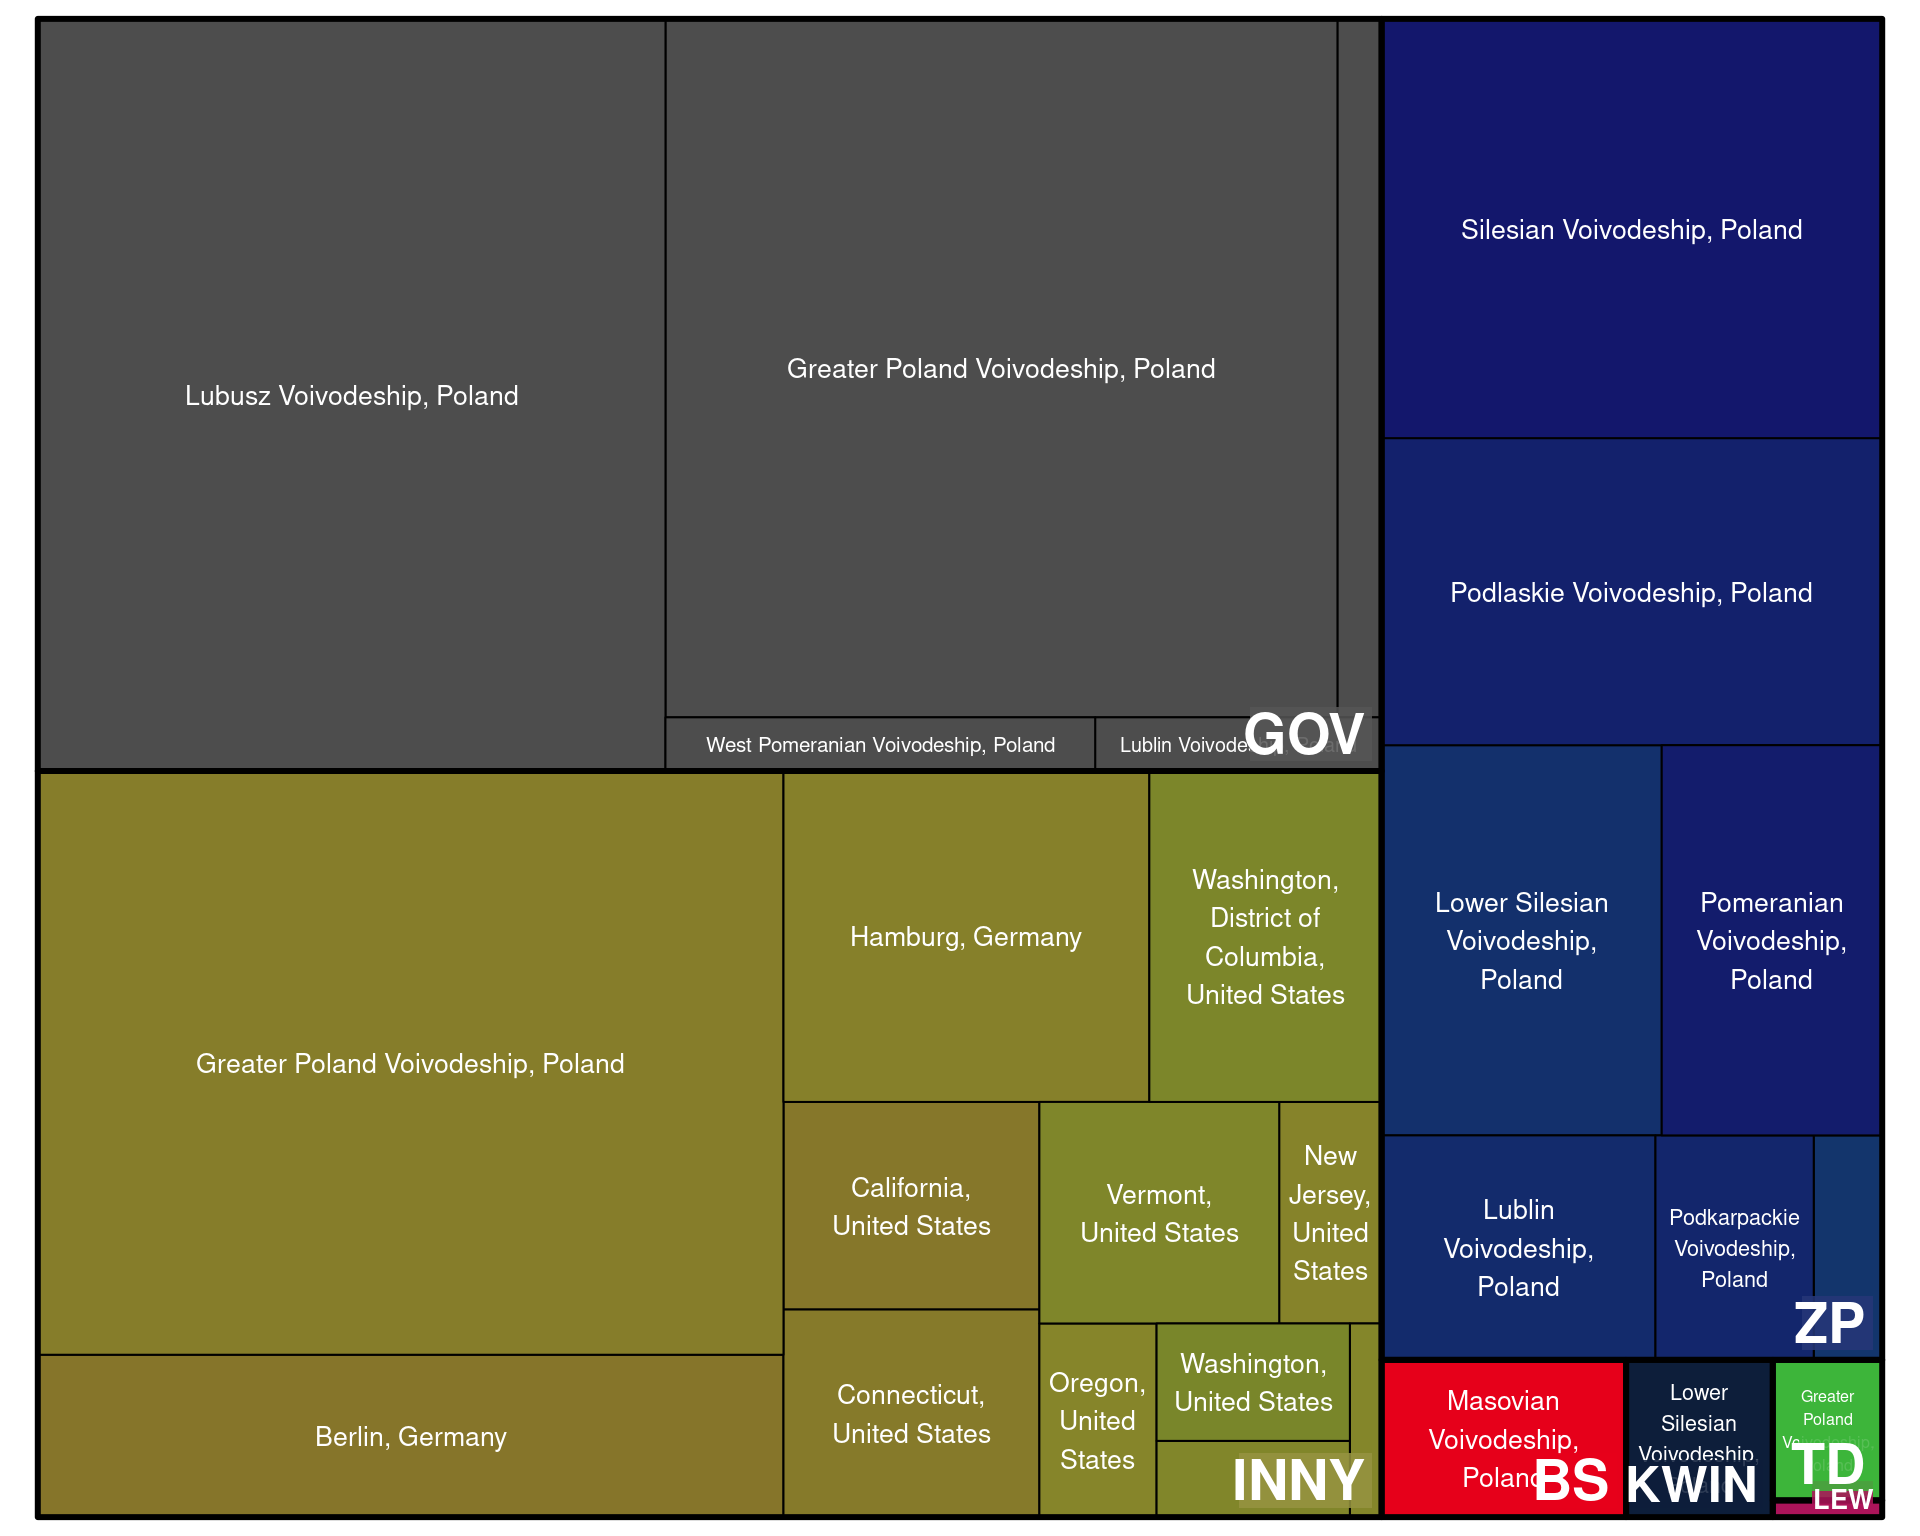 Lubusz Voivodeship, Poland
Greater Poland Voivodeship, Poland
West Pomeranian Voivodeship, Poland
Lublin
GOV
Silesian Voivodeship, Poland
Podlaskie Voivodeship, Poland
Lower Silesian
Voivodeship,
Poland
Pomeranian
Voivodeship,
Poland
Lublin
Voivodeship,
Poland
Podkarpackie
Voivodeship,
Poland
ZP
Greater Poland Voivodeship, Poland
Berlin, Germany
Hamburg, Germany
Washington,
District of
Columbia,
United States
California,
United States
Vermont,
United States
New
Jersey,
United
States
Connecticut,
United States
Oregon,
United
States
Washington,
United States
INNY
Masovian
Voivodeship,
Poland
BS
Lower
Silesian
Voivodeship,
KWIN
Greater
Poland
TD
LEW